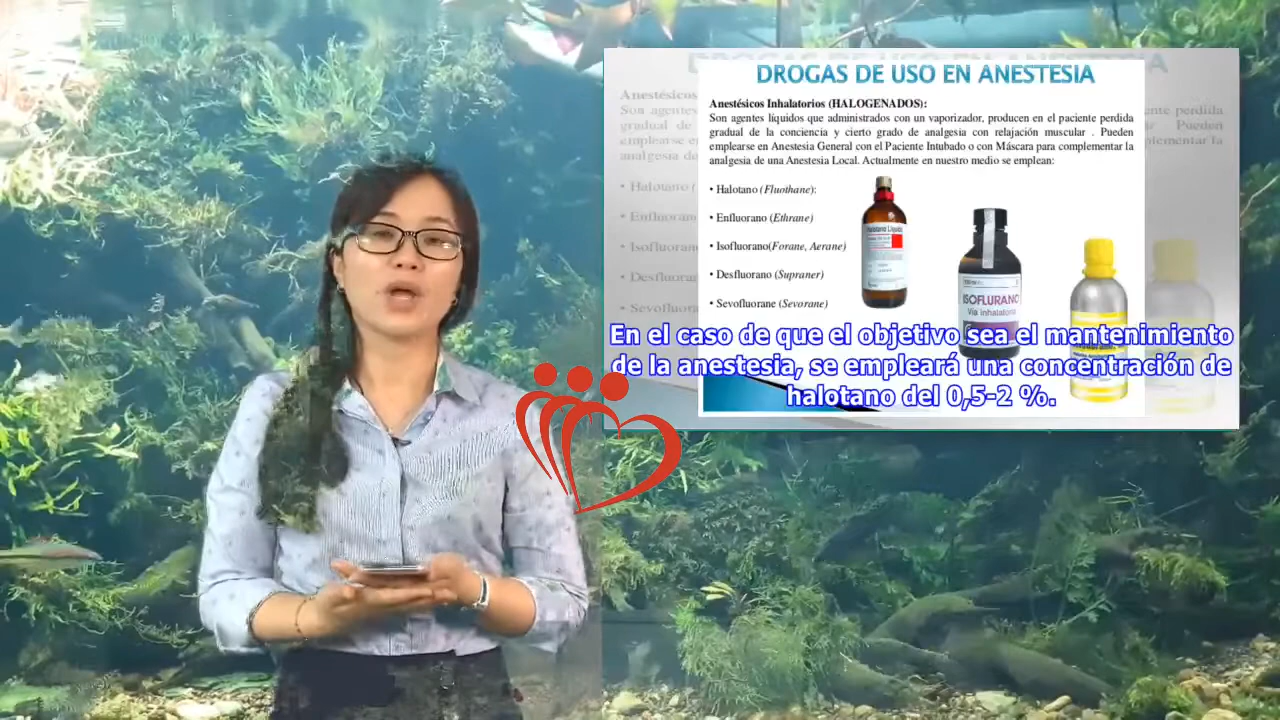 DROGAS DE USO EN ANESTESIA
Anestésicos Inhalatorios (HALOGENADOS):
Son agentes líquidos que administrados con un vaporizador, producen en el paciente perdida
gradual de la conciencia y cierto grado de analgesia con relajación muscular . Pueden
emplearse en Anestesia General con el Paciente Intubado o con Máscara para complementar la
analgesia de una Anestesia Local. Actualmente en nuestro medio se emplean:
• Halotano (Fluothane):
• Enfluorano (Ethrane)
• Isofluorano(Forane, Aerane)
• Desfluorano (Supraner)
• Sevofluorane (Sevorane)
ISOFLURANO
Vía inhalatoria
En el caso de que el objetivo sea el mantenimiento
de la anestesia, se empleará una concentración de
halotano del 0,5-2 %.